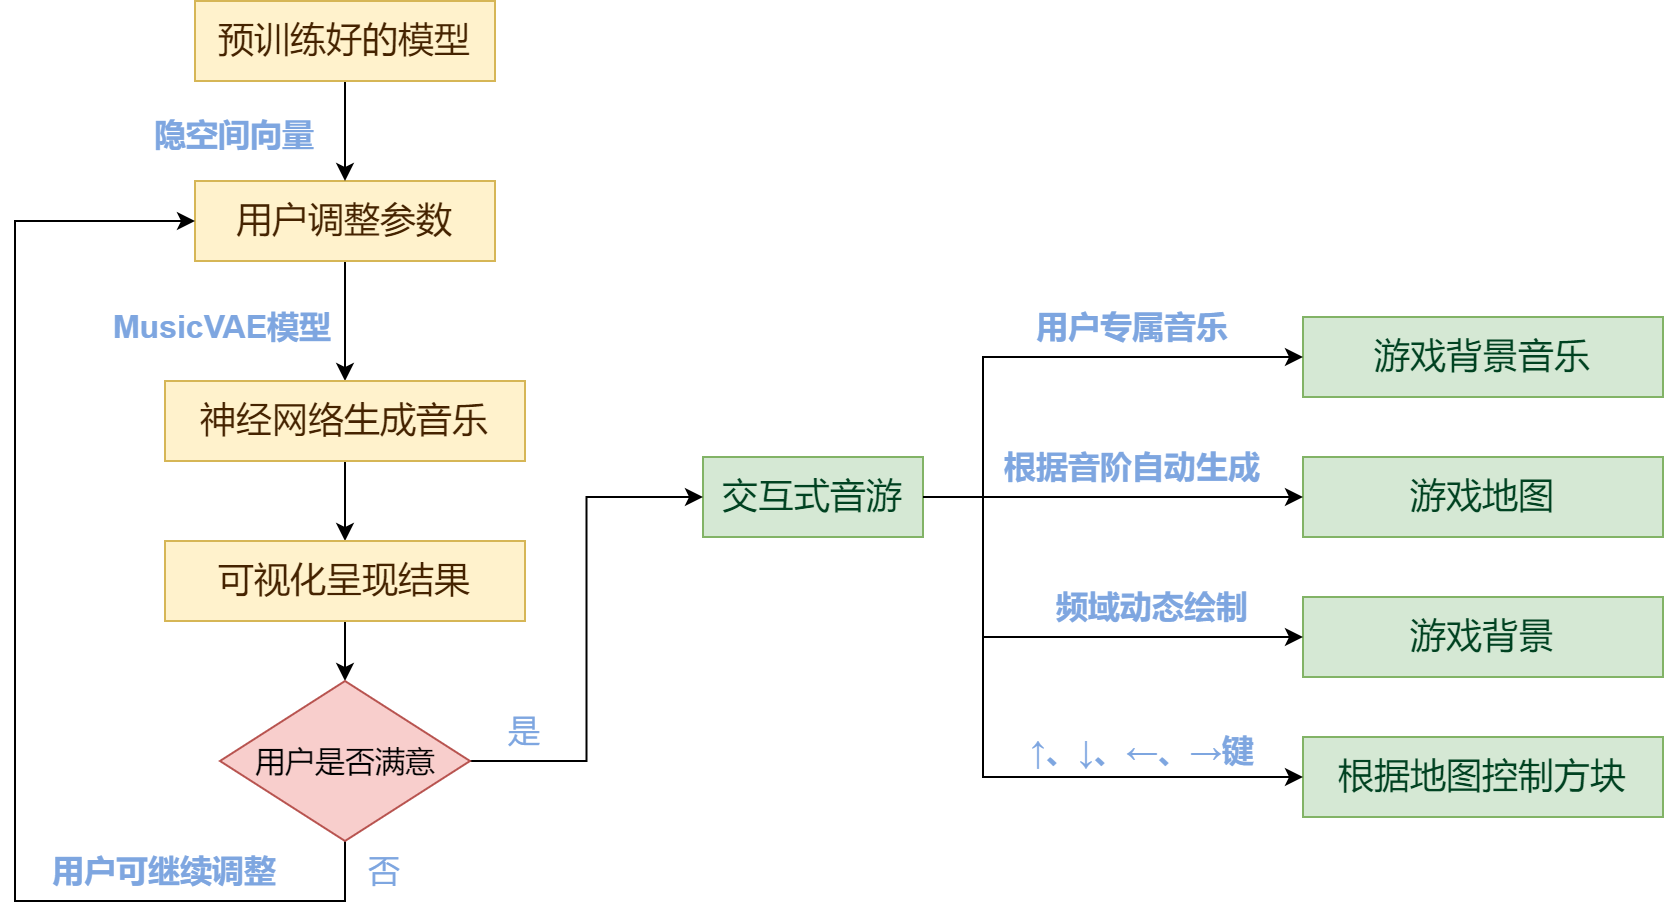 预训练好的模型
隐空间向量
用户调整参数
MusicVAE模型
神经网络生成音乐
可视化呈现结果
用户是否满意
是
否
用户可继续调整
交互式音游
用户专属音乐
游戏背景音乐
根据音阶自动生成
游戏地图
频域动态绘制
游戏背景
↑、↓、←、→键
根据地图控制方块